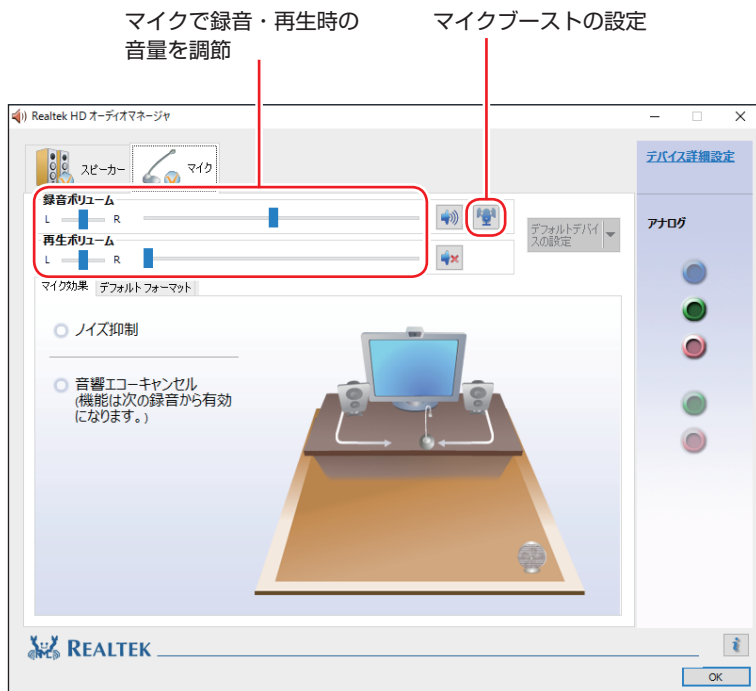 マイクで録音・再生時の
音量を調節
マイクブーストの設定
Realtek HD オーディオマネージャ
スピーカー
マイク
デバイス詳細設定
録音ボリューム
L R
再生ボリューム
L R
デフォルトデバイ
スの設定
アナログ
マイク効果 デフォルト フォーマット
ノイズ抑制
音響エコーキャンセル
(機能は次の録音から有効
になります。)
REALTEK
OK